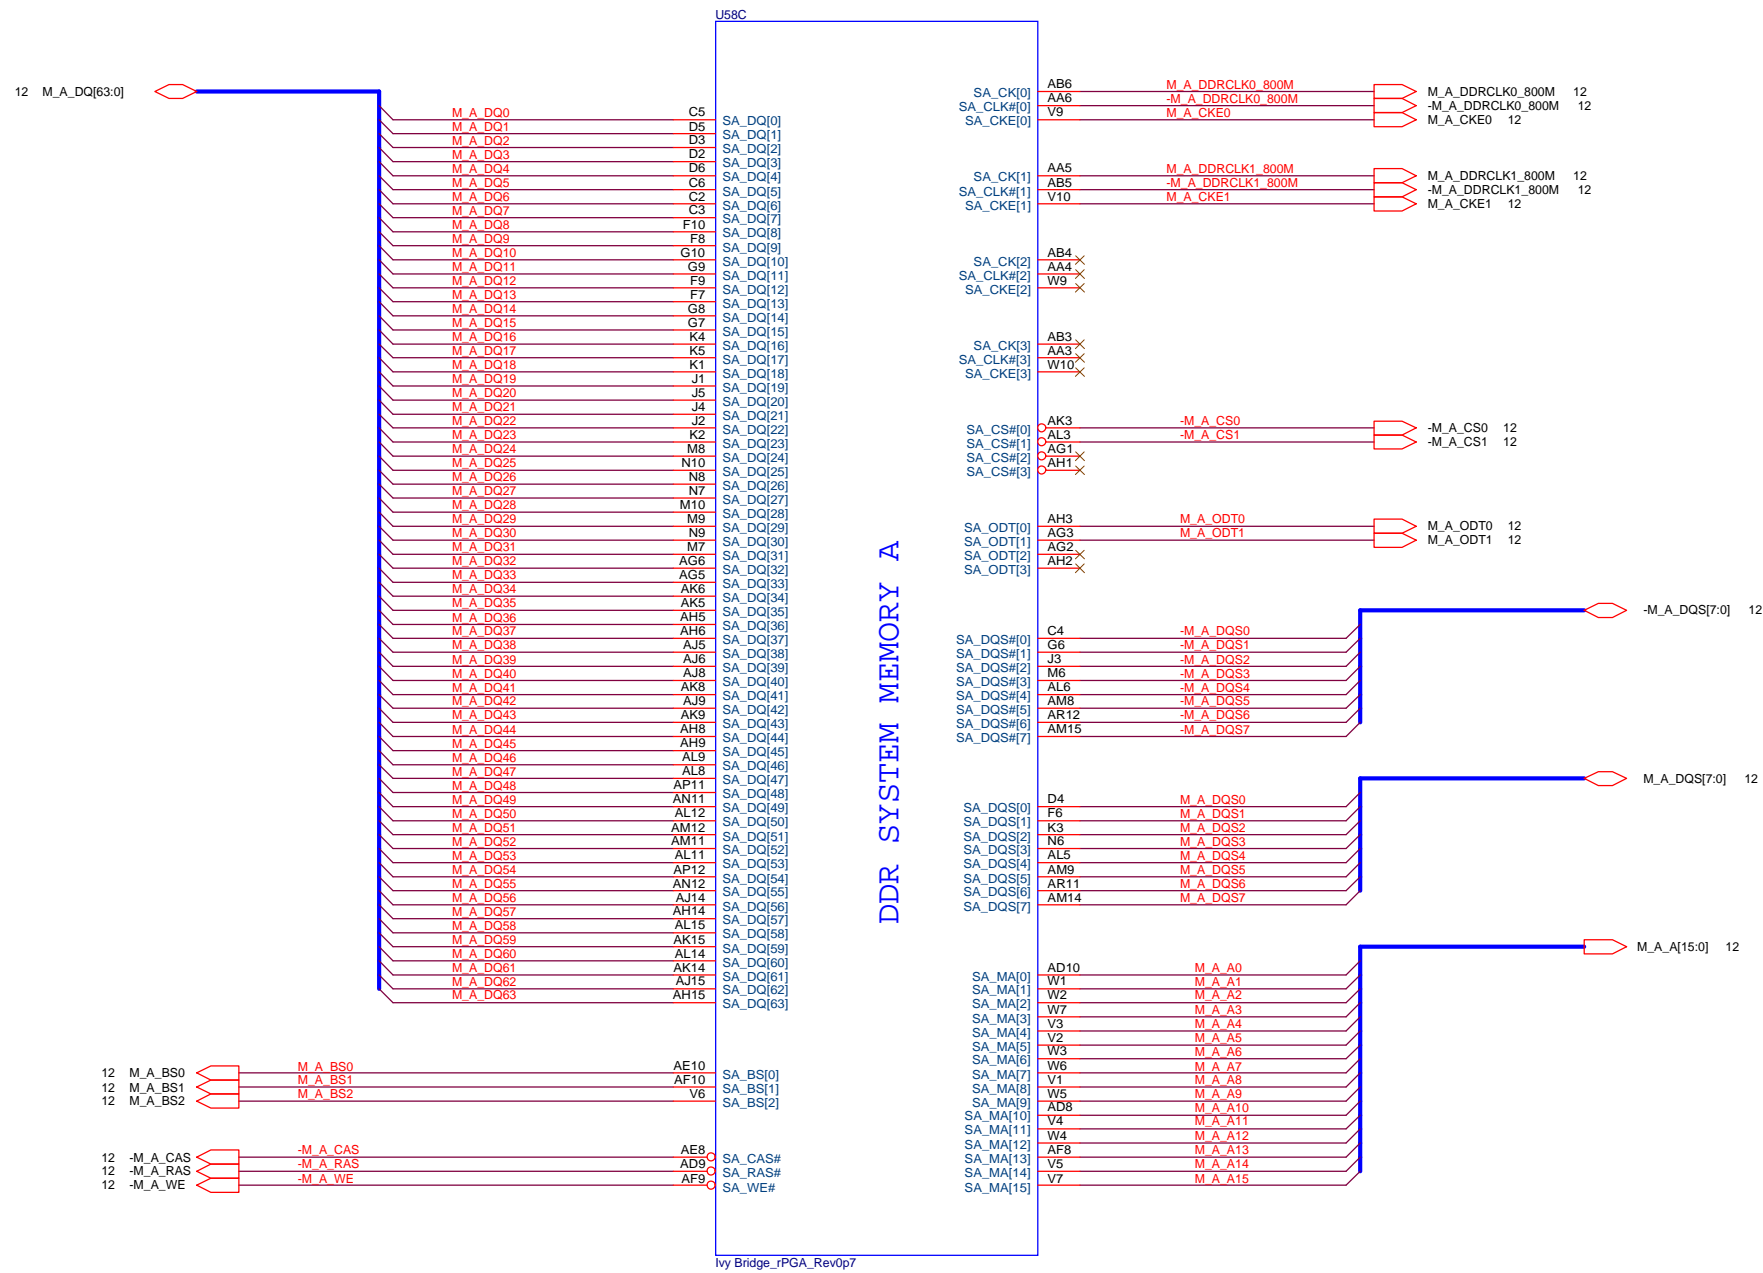 U58C
12 M_A_DQ[63:0]
M_A_DQ0 C5 SA_DQ[0]
M_A_DQ1 D5 SA_DQ[1]
M_A_DQ2 D3 SA_DQ[2]
M_A_DQ3 D2 SA_DQ[3]
M_A_DQ4 D6 SA_DQ[4]
M_A_DQ5 C6 SA_DQ[5]
M_A_DQ6 C2 SA_DQ[6]
M_A_DQ7 C3 SA_DQ[7]
M_A_DQ8 F10 SA_DQ[8]
M_A_DQ9 F8 SA_DQ[9]
M_A_DQ10 G10 SA_DQ[10]
M_A_DQ11 G9 SA_DQ[11]
M_A_DQ12 F9 SA_DQ[12]
M_A_DQ13 F7 SA_DQ[13]
M_A_DQ14 G8 SA_DQ[14]
M_A_DQ15 G7 SA_DQ[15]
M_A_DQ16 K4 SA_DQ[16]
M_A_DQ17 K5 SA_DQ[17]
M_A_DQ18 K1 SA_DQ[18]
M_A_DQ19 J1 SA_DQ[19]
M_A_DQ20 J5 SA_DQ[20]
M_A_DQ21 J4 SA_DQ[21]
M_A_DQ22 J2 SA_DQ[22]
M_A_DQ23 K2 SA_DQ[23]
M_A_DQ24 M8 SA_DQ[24]
M_A_DQ25 N10 SA_DQ[25]
M_A_DQ26 N8 SA_DQ[26]
M_A_DQ27 N7 SA_DQ[27]
M_A_DQ28 M10 SA_DQ[28]
M_A_DQ29 M9 SA_DQ[29]
M_A_DQ30 N9 SA_DQ[30]
M_A_DQ31 M7 SA_DQ[31]
M_A_DQ32 AG6 SA_DQ[32]
M_A_DQ33 AG5 SA_DQ[33]
M_A_DQ34 AK6 SA_DQ[34]
M_A_DQ35 AK5 SA_DQ[35]
M_A_DQ36 AH5 SA_DQ[36]
M_A_DQ37 AH6 SA_DQ[37]
M_A_DQ38 AJ5 SA_DQ[38]
M_A_DQ39 AJ6 SA_DQ[39]
M_A_DQ40 AJ8 SA_DQ[40]
M_A_DQ41 AK8 SA_DQ[41]
M_A_DQ42 AJ9 SA_DQ[42]
M_A_DQ43 AK9 SA_DQ[43]
M_A_DQ44 AH8 SA_DQ[44]
M_A_DQ45 AH9 SA_DQ[45]
M_A_DQ46 AL9 SA_DQ[46]
M_A_DQ47 AL8 SA_DQ[47]
M_A_DQ48 AP11 SA_DQ[48]
M_A_DQ49 AN11 SA_DQ[49]
M_A_DQ50 AL12 SA_DQ[50]
M_A_DQ51 AM12 SA_DQ[51]
M_A_DQ52 AM11 SA_DQ[52]
M_A_DQ53 AL11 SA_DQ[53]
M_A_DQ54 AP12 SA_DQ[54]
M_A_DQ55 AN12 SA_DQ[55]
M_A_DQ56 AJ14 SA_DQ[56]
M_A_DQ57 AH14 SA_DQ[57]
M_A_DQ58 AL15 SA_DQ[58]
M_A_DQ59 AK15 SA_DQ[59]
M_A_DQ60 AL14 SA_DQ[60]
M_A_DQ61 AK14 SA_DQ[61]
M_A_DQ62 AJ15 SA_DQ[62]
M_A_DQ63 AH15 SA_DQ[63]
12 M_A_BS0 M_A_BS0 AE10 SA_BS[0]
12 M_A_BS1 M_A_BS1 AF10 SA_BS[1]
12 M_A_BS2 M_A_BS2 V6 SA_BS[2]
12 -M_A_CAS -M_A_CAS AE8 SA_CAS#
12 -M_A_RAS -M_A_RAS AD9 SA_RAS#
12 -M_A_WE -M_A_WE AF9 SA_WE#
DDR SYSTEM MEMORY A
SA_CK[0] AB6 M_A_DDRCLK0_800M M_A_DDRCLK0_800M 12
SA_CLK#[0] AA6 -M_A_DDRCLK0_800M -M_A_DDRCLK0_800M 12
SA_CKE[0] V9 M_A_CKE0 M_A_CKE0 12
SA_CK[1] AA5 M_A_DDRCLK1_800M M_A_DDRCLK1_800M 12
SA_CLK#[1] AB5 -M_A_DDRCLK1_800M -M_A_DDRCLK1_800M 12
SA_CKE[1] V10 M_A_CKE1 M_A_CKE1 12
SA_CK[2] AB4
SA_CLK#[2] AA4
SA_CKE[2] W9
SA_CK[3] AB3
SA_CLK#[3] AA3
SA_CKE[3] W10
SA_CS#[0] AK3 -M_A_CS0 -M_A_CS0 12
SA_CS#[1] AL3 -M_A_CS1 -M_A_CS1 12
SA_CS#[2] AG1
SA_CS#[3] AH1
SA_ODT[0] AH3 M_A_ODT0 M_A_ODT0 12
SA_ODT[1] AG3 M_A_ODT1 M_A_ODT1 12
SA_ODT[2] AG2
SA_ODT[3] AH2
-M_A_DQS[7:0] 12
SA_DQS#[0] C4 -M_A_DQS0
SA_DQS#[1] G6 -M_A_DQS1
SA_DQS#[2] J3 -M_A_DQS2
SA_DQS#[3] M6 -M_A_DQS3
SA_DQS#[4] AL6 -M_A_DQS4
SA_DQS#[5] AM8 -M_A_DQS5
SA_DQS#[6] AR12 -M_A_DQS6
SA_DQS#[7] AM15 -M_A_DQS7
M_A_DQS[7:0] 12
SA_DQS[0] D4 M_A_DQS0
SA_DQS[1] F6 M_A_DQS1
SA_DQS[2] K3 M_A_DQS2
SA_DQS[3] N6 M_A_DQS3
SA_DQS[4] AL5 M_A_DQS4
SA_DQS[5] AM9 M_A_DQS5
SA_DQS[6] AR11 M_A_DQS6
SA_DQS[7] AM14 M_A_DQS7
M_A_A[15:0] 12
SA_MA[0] AD10 M_A_A0
SA_MA[1] W1 M_A_A1
SA_MA[2] W2 M_A_A2
SA_MA[3] W7 M_A_A3
SA_MA[4] V3 M_A_A4
SA_MA[5] V2 M_A_A5
SA_MA[6] W3 M_A_A6
SA_MA[7] W6 M_A_A7
SA_MA[8] V1 M_A_A8
SA_MA[9] W5 M_A_A9
SA_MA[10] AD8 M_A_A10
SA_MA[11] V4 M_A_A11
SA_MA[12] W4 M_A_A12
SA_MA[13] AF8 M_A_A13
SA_MA[14] V5 M_A_A14
SA_MA[15] V7 M_A_A15
Ivy Bridge_rPGA_Rev0p7